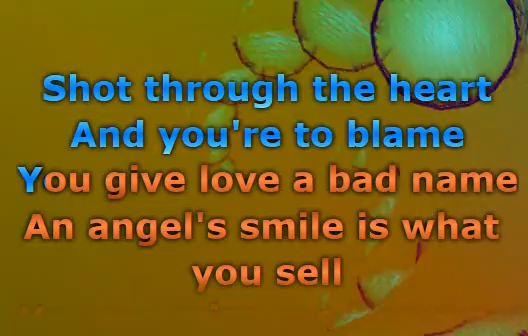 Shot through the heart
And you're to blame
You give love a bad name
An angel's smile is what
you sell